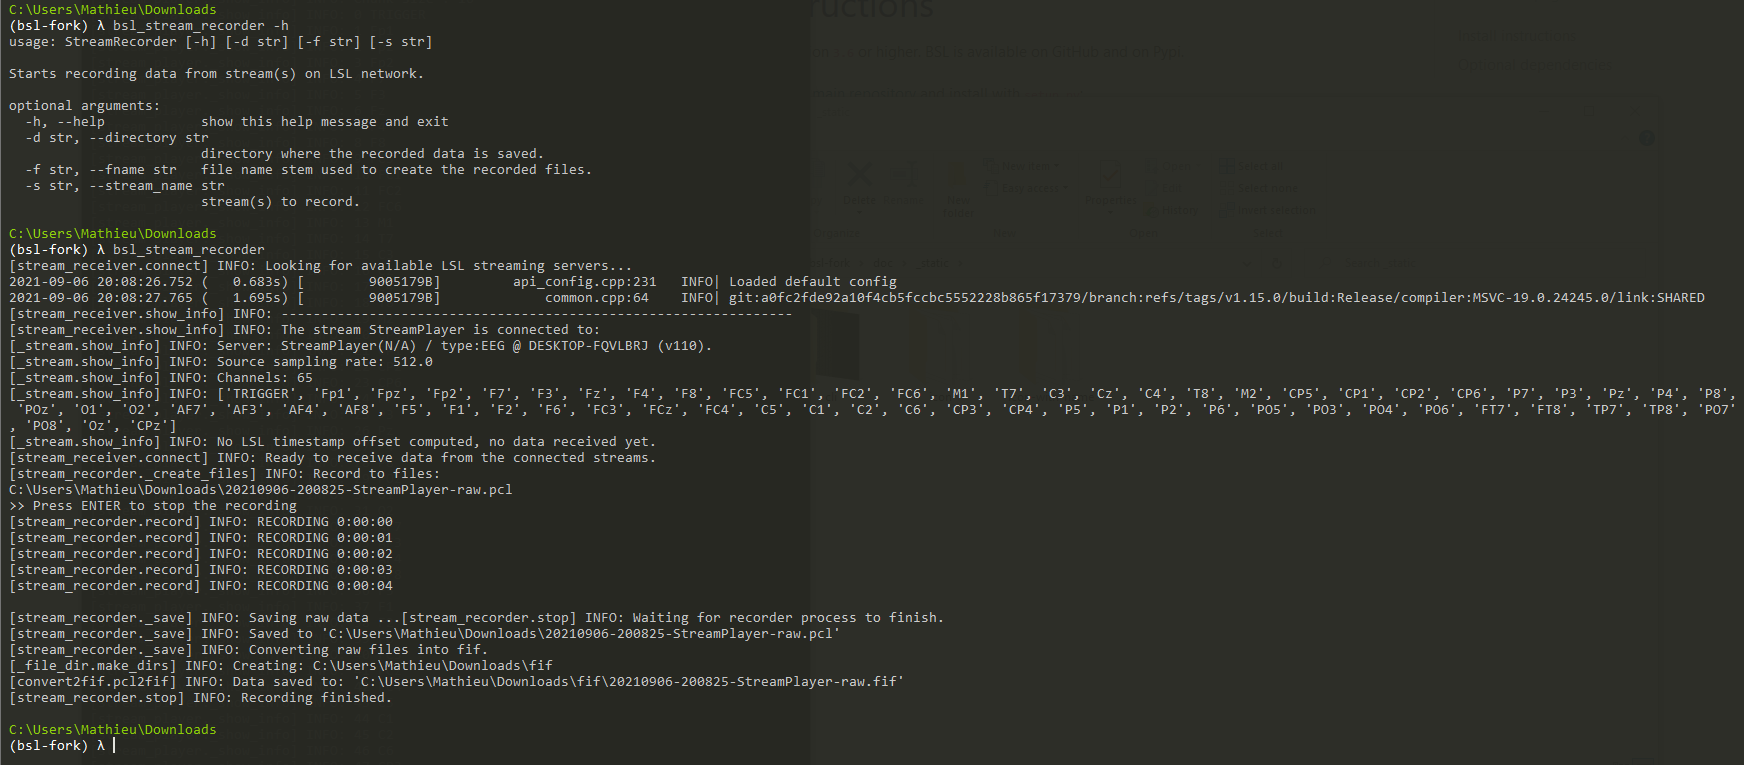 C:\Users\Mathieu\Downloads
(bsl-fork) λ bsl_stream_recorder -h
usage: StreamRecorder [-h] [-d str] [-f str] [-s str]
Starts recording data from stream(s) on LSL network.
optional arguments:
-h, --help            show this help message and exit
-d str, --directory str
directory where the recorded data is saved.
-f str, --fname str   file name stem used to create the recorded files.
-s str, --stream_name str
stream(s) to record.
C:\Users\Mathieu\Downloads
(bsl-fork) λ bsl_stream_recorder
[stream_receiver.connect] INFO: Looking for available LSL streaming servers...
2021-09-06 20:08:26.752 (   0.683s) [        9005179B]         api_config.cpp:231   INFO| Loaded default config
2021-09-06 20:08:27.765 (   1.695s) [        9005179B]             common.cpp:64    INFO| git:a0fc2fde92a10f4cb5fccbc5552228b865f17379/branch:refs/tags/v1.15.0/build:Release/compiler:MSVC-19.0.24245.0/link:SHARED
[stream_receiver.show_info] INFO: ----------------------------------------------------------------
[stream_receiver.show_info] INFO: The stream StreamPlayer is connected to:
[_stream.show_info] INFO: Server: StreamPlayer(N/A) / type:EEG @ DESKTOP-FQVLBRJ (v110).
[_stream.show_info] INFO: Source sampling rate: 512.0
[_stream.show_info] INFO: Channels: 65
[_stream.show_info] INFO: ['TRIGGER', 'Fp1', 'Fpz', 'Fp2', 'F7', 'F3', 'Fz', 'F4', 'F8', 'FC5', 'FC1', 'FC2', 'FC6', 'M1', 'T7', 'C3', 'Cz', 'C4', 'T8', 'M2', 'CP5', 'CP1', 'CP2', 'CP6', 'P7', 'P3', 'Pz', 'P4', 'P8',
'POz', 'O1', 'O2', 'AF7', 'AF3', 'AF4', 'AF8', 'F5', 'F1', 'F2', 'F6', 'FC3', 'FCz', 'FC4', 'C5', 'C1', 'C2', 'C6', 'CP3', 'CP4', 'P5', 'P1', 'P2', 'P6', 'PO5', 'PO3', 'PO4', 'PO6', 'FT7', 'FT8', 'TP7', 'TP8', 'PO7'
, 'PO8', 'Oz', 'CPz']
[_stream.show_info] INFO: No LSL timestamp offset computed, no data received yet.
[stream_receiver.connect] INFO: Ready to receive data from the connected streams.
[stream_recorder._create_files] INFO: Record to files:
C:\Users\Mathieu\Downloads\20210906-200825-StreamPlayer-raw.pcl
>> Press ENTER to stop the recording
[stream_recorder.record] INFO: RECORDING 0:00:00
[stream_recorder.record] INFO: RECORDING 0:00:01
[stream_recorder.record] INFO: RECORDING 0:00:02
[stream_recorder.record] INFO: RECORDING 0:00:03
[stream_recorder.record] INFO: RECORDING 0:00:04
[stream_recorder._save] INFO: Saving raw data ...[stream_recorder.stop] INFO: Waiting for recorder process to finish.
[stream_recorder._save] INFO: Saved to 'C:\Users\Mathieu\Downloads\20210906-200825-StreamPlayer-raw.pcl'
[stream_recorder._save] INFO: Converting raw files into fif.
[_file_dir.make_dirs] INFO: Creating: C:\Users\Mathieu\Downloads\fif
[convert2fif.pcl2fif] INFO: Data saved to: 'C:\Users\Mathieu\Downloads\fif\20210906-200825-StreamPlayer-raw.fif'
[stream_recorder.stop] INFO: Recording finished.
C:\Users\Mathieu\Downloads
(bsl-fork) λ